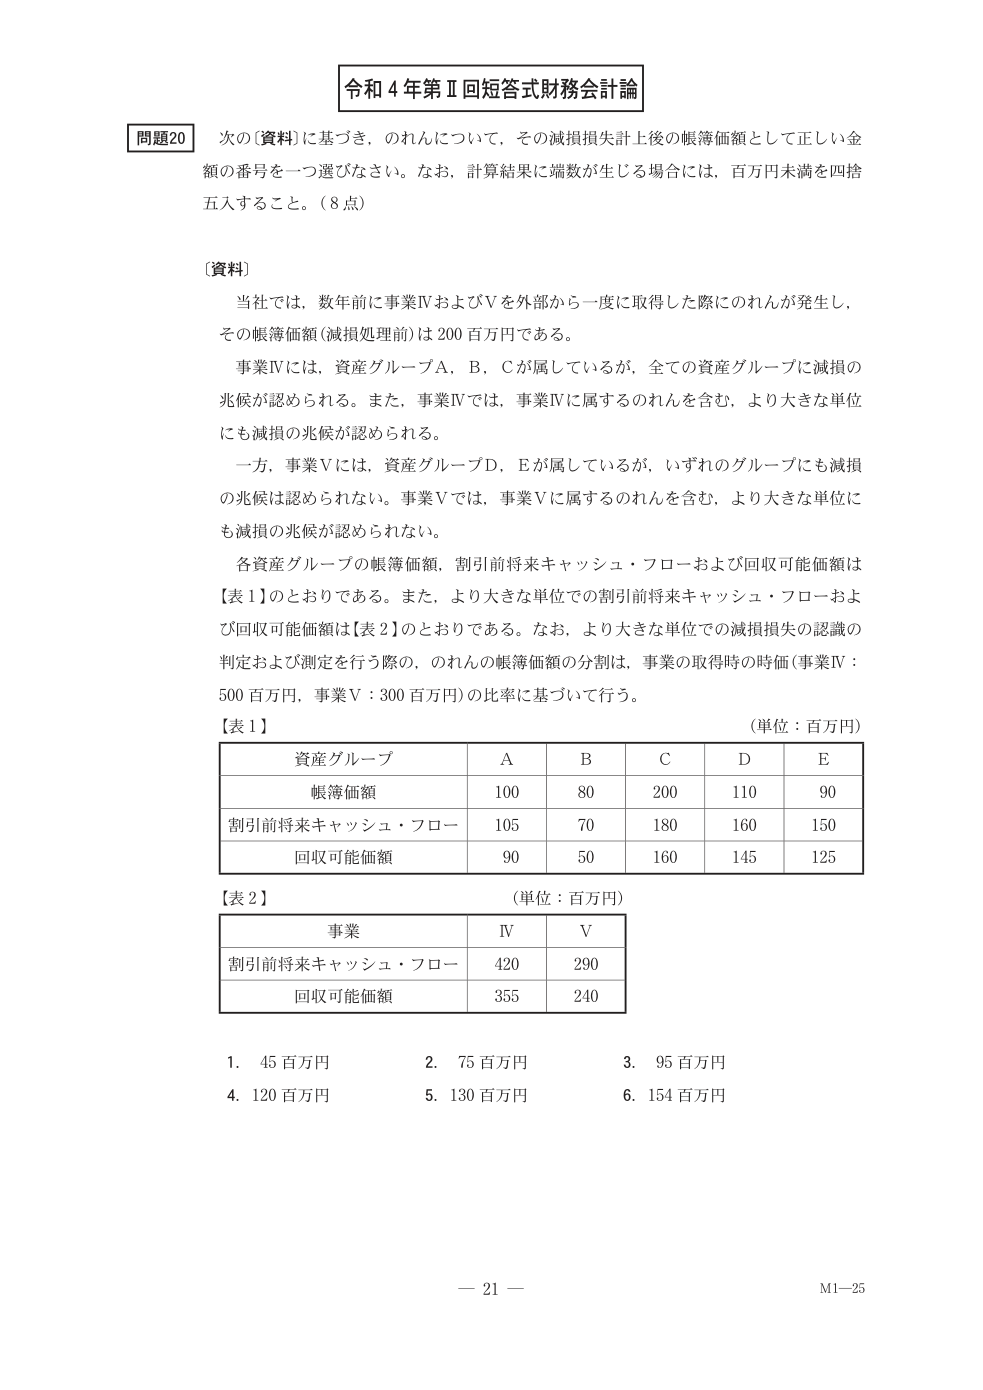 令和4年第Ⅱ回短答式財務会計論
問題20　次の〔資料〕に基づき，のれんについて，その減損損失計上後の帳簿価額として正しい金
額の番号を一つ選びなさい。なお，計算結果に端数が生じる場合には，百万円未満を四捨
五入すること。（8点）
〔資料〕
当社では，数年前に事業ⅣおよびⅤを外部から一度に取得した際にのれんが発生し，
その帳簿価額（減損処理前）は 200 百万円である。
事業Ⅳには，資産グループA，B，Cが属しているが，全ての資産グループに減損の
兆候が認められる。また，事業Ⅳでは，事業Ⅳに属するのれんを含む，より大きな単位
にも減損の兆候が認められる。
一方，事業Ⅴには，資産グループD，Eが属しているが，いずれのグループにも減損
の兆候は認められない。事業Ⅴでは，事業Ⅴに属するのれんを含む，より大きな単位に
も減損の兆候が認められない。
各資産グループの帳簿価額，割引前将来キャッシュ・フローおよび回収可能価額は
【表1】のとおりである。また，より大きな単位での割引前将来キャッシュ・フローおよ
び回収可能価額は【表2】のとおりである。なお，より大きな単位での減損損失の認識の
判定および測定を行う際の，のれんの帳簿価額の分割は，事業の取得時の時価（事業Ⅳ：
500 百万円，事業Ⅴ：300 百万円）の比率に基づいて行う。
【表1】　（単位：百万円）
資産グループ　A　B　C　D　E
帳簿価額　100　80　200　110　90
割引前将来キャッシュ・フロー　105　70　180　160　150
回収可能価額　90　50　160　145　125
【表2】　（単位：百万円）
事業　Ⅳ　Ⅴ
割引前将来キャッシュ・フロー　420　290
回収可能価額　355　240
1.　45 百万円　2.　75 百万円　3.　95 百万円
4.　120 百万円　5.　130 百万円　6.　154 百万円
― 21 ―　M1―25